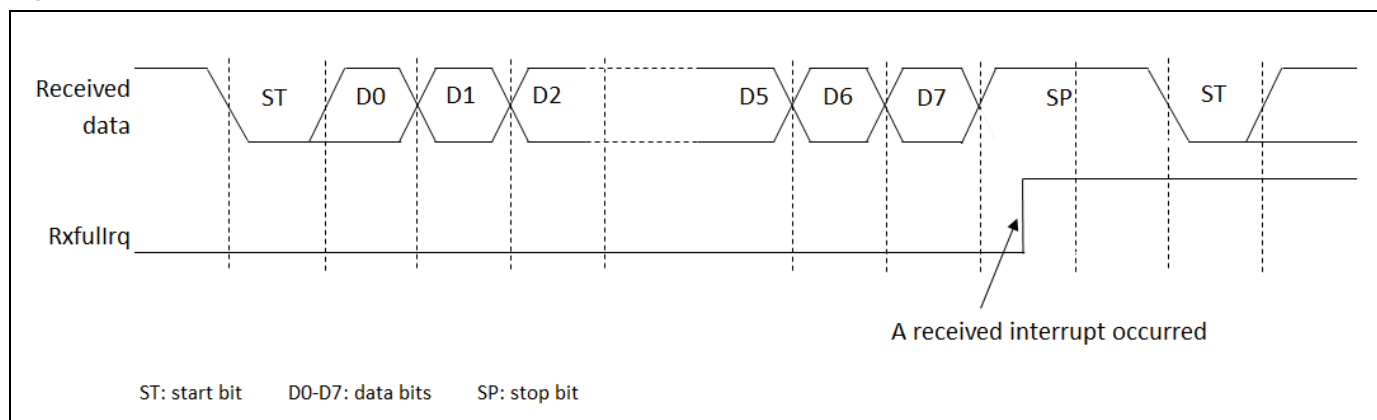 Received
data
ST D0 D1 D2 D5 D6 D7 SP ST
RxfullIrq
A received interrupt occurred
ST: start bit D0-D7: data bits SP: stop bit